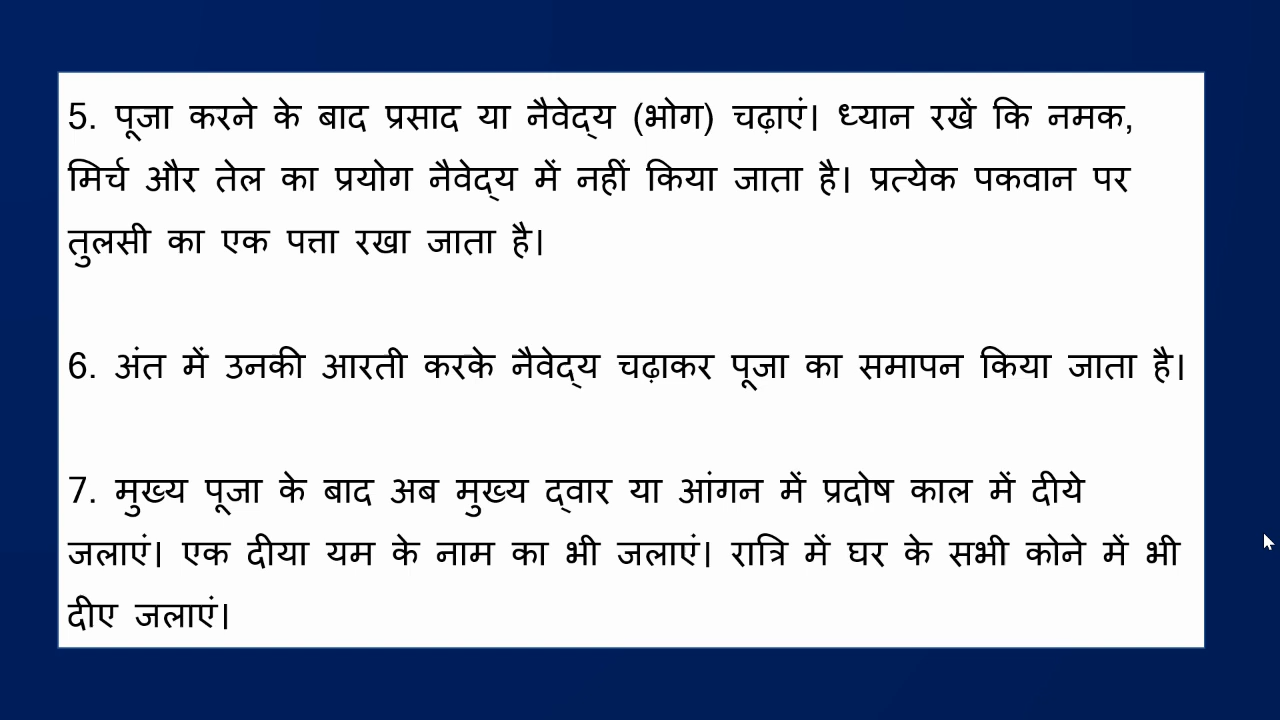 5. पूजा करने के बाद प्रसाद या नैवेद्य (भोग) चढ़ाएं। ध्यान रखें कि नमक,
मिर्च और तेल का प्रयोग नैवेद्य में नहीं किया जाता है। प्रत्येक पकवान पर
तुलसी का एक पत्ता रखा जाता है।
6. अंत में उनकी आरती करके नैवेद्य चढ़ाकर पूजा का समापन किया जाता है।
7. मुख्य पूजा के बाद अब मुख्य द्वार या आंगन में प्रदोष काल में दीये
जलाएं। एक दीया यम के नाम का भी जलाएं। रात्रि में घर के सभी कोने में भी
दीए जलाएं।